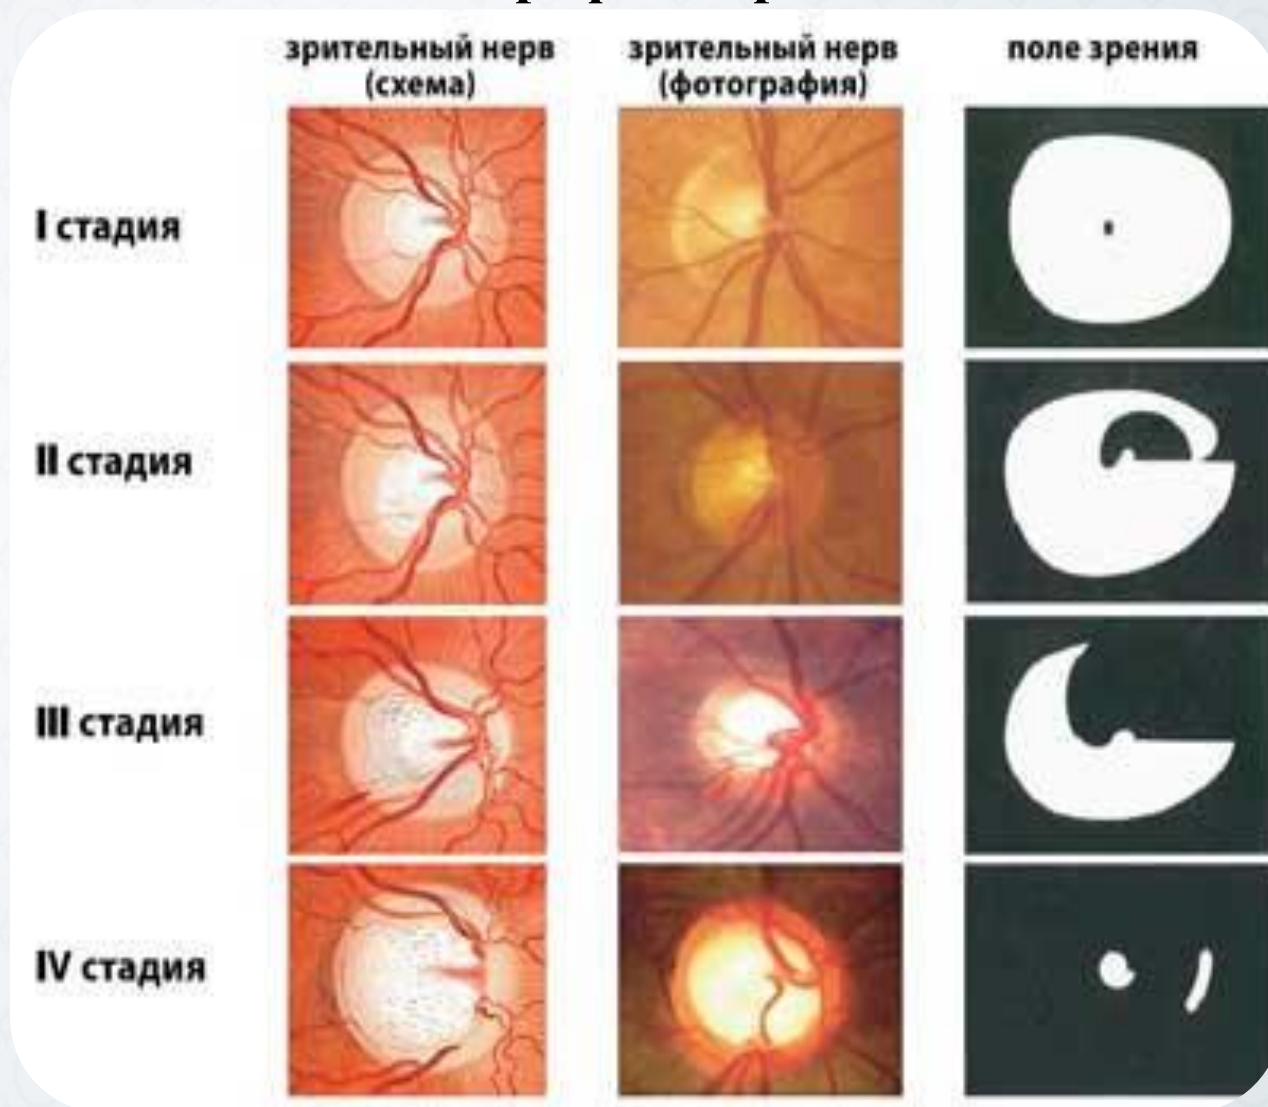 зрительный нерв
(схема)
зрительный нерв
(фотография)
поле зрения
I стадия
II стадия
III стадия
IV стадия